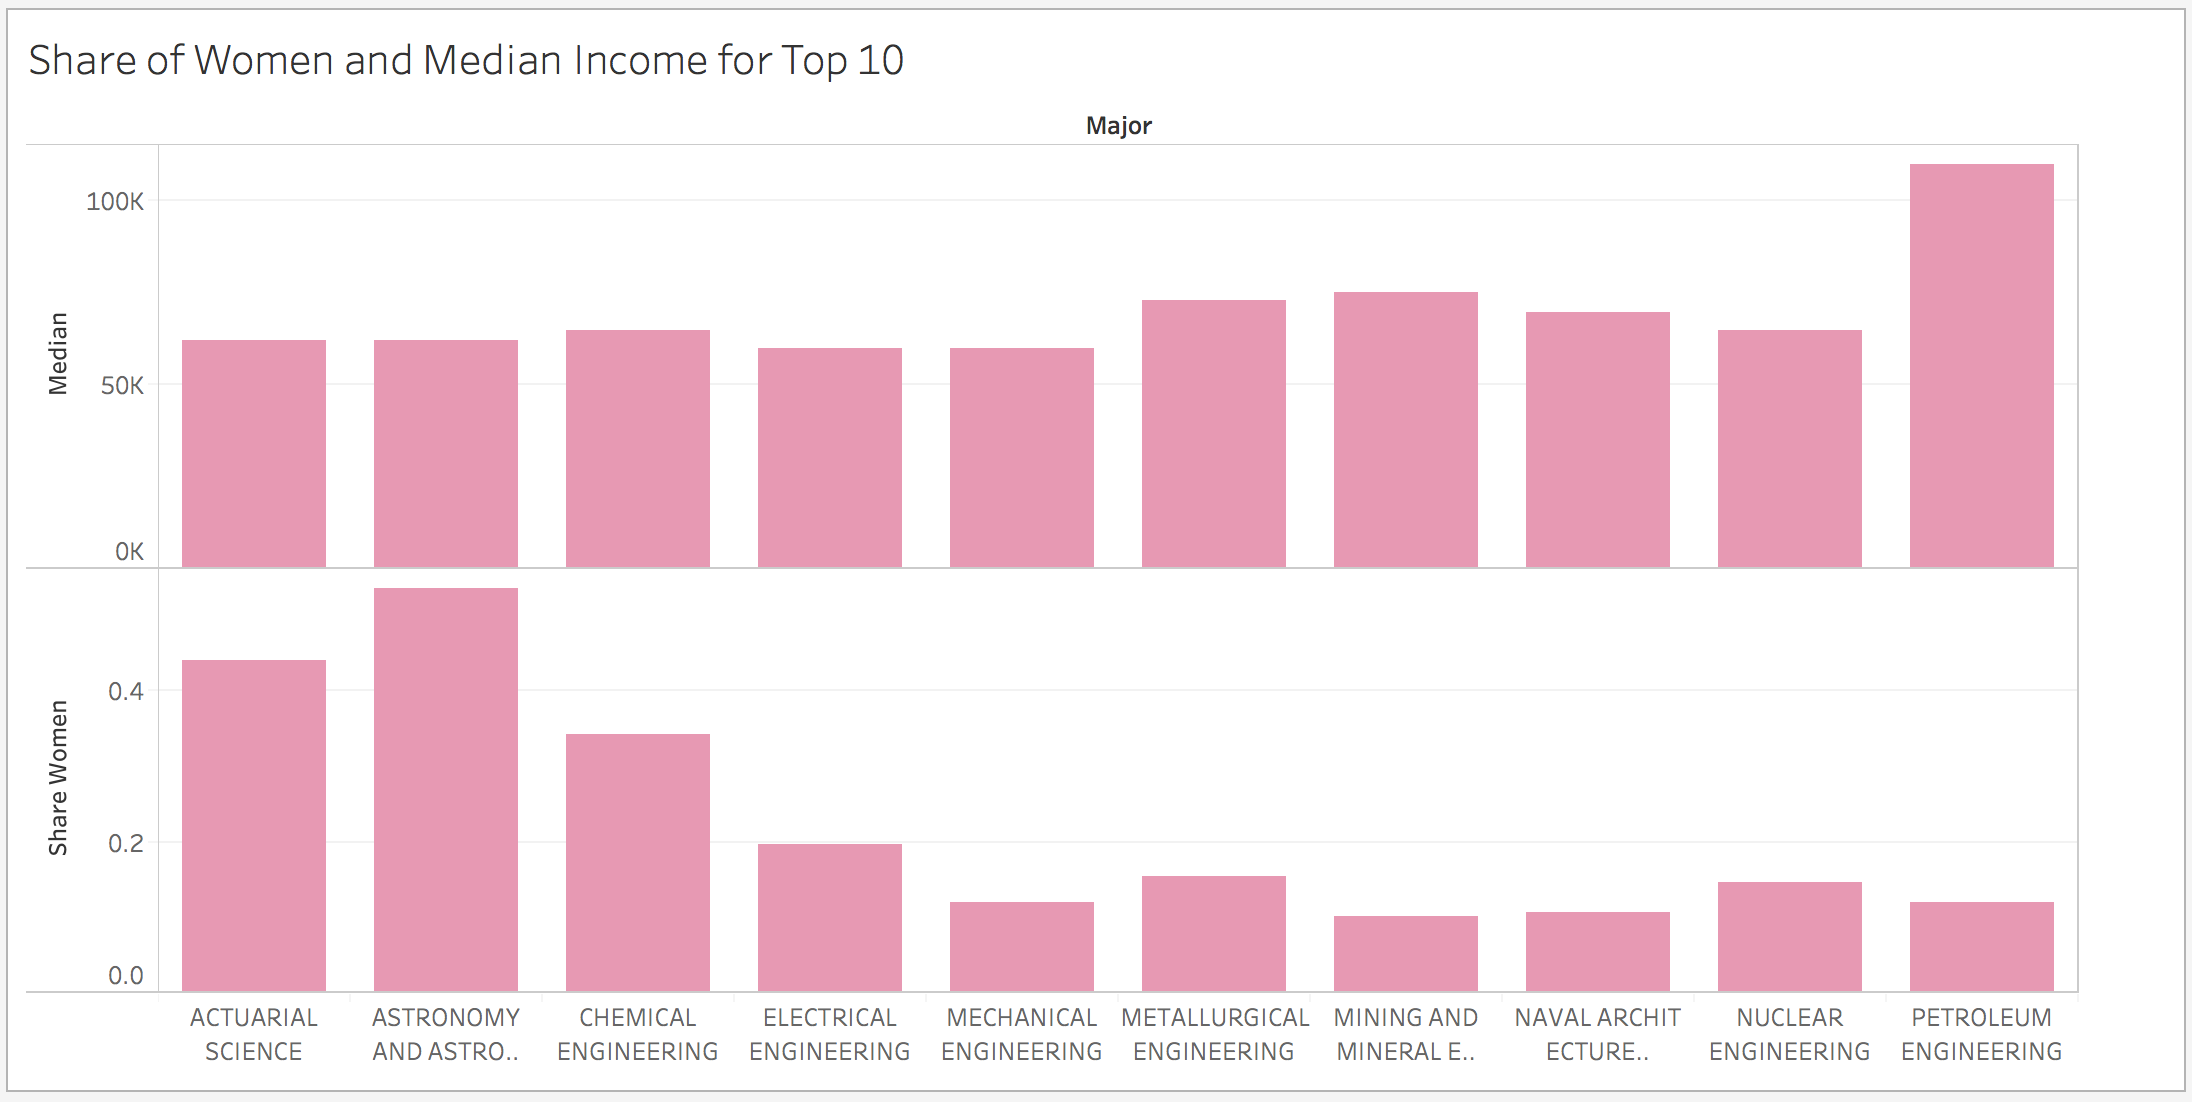 Share of Women and Median Income for Top 10
Major
100K
50K
0K
Median
0.4
0.2
0.0
Share Women
ACTUARIAL
SCIENCE
ASTRONOMY
AND ASTRO..
CHEMICAL
ENGINEERING
ELECTRICAL
ENGINEERING
MECHANICAL
ENGINEERING
METALLURGICAL
ENGINEERING
MINING AND
MINERAL E..
NAVAL ARCHIT
ECTURE..
NUCLEAR
ENGINEERING
PETROLEUM
ENGINEERING